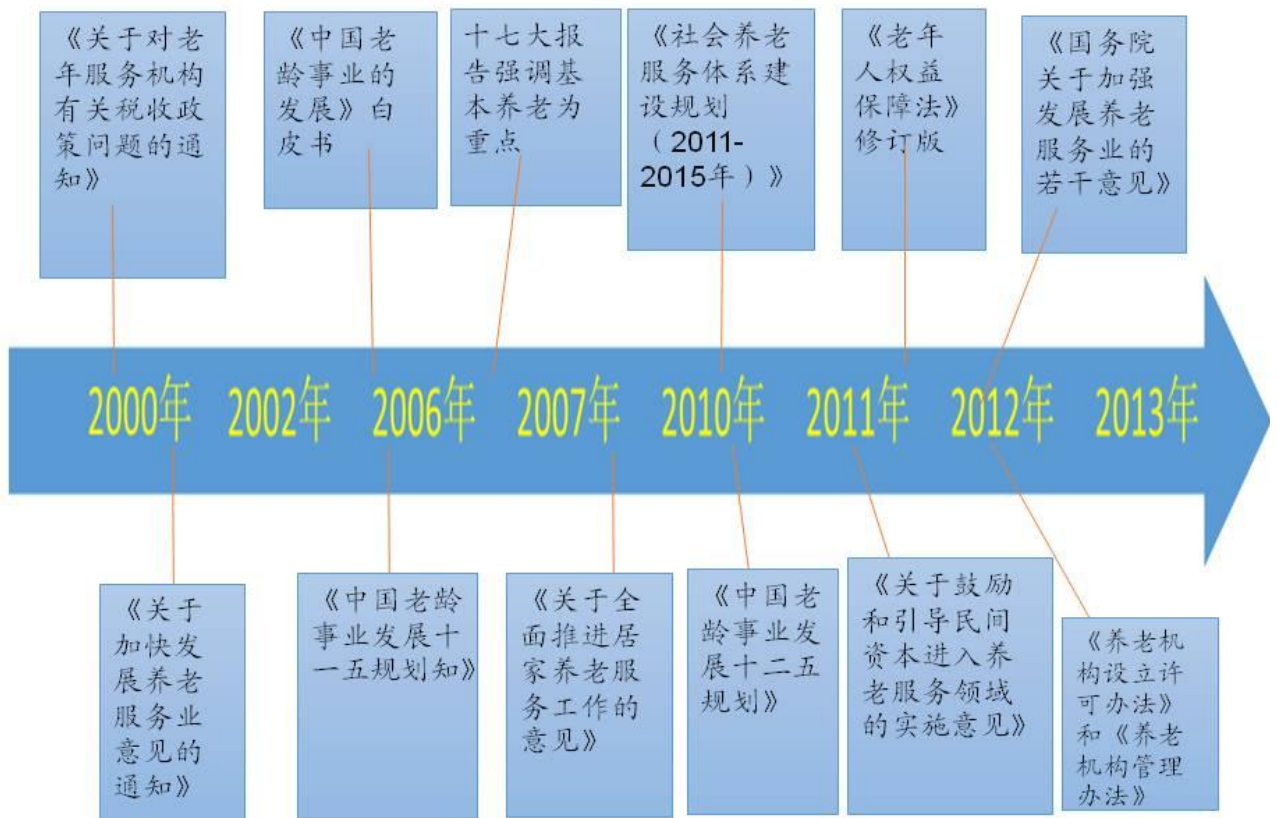 《关于对老
年服务机构
有关税收政
策问题的通
知》
《中国老
龄事业的
发展》白
皮书
十七大报
告强调基
本养老为
重点
《社会养老
服务体系建
设规划
（2011-
2015年）》
《老年
人权益
保障法》
修订版
《国务院
关于加强
发展养老
服务业的
若干意见》
2000年 2002年 2006年 2007年 2010年 2011年 2012年 2013年
《关于
加快发
展养老
服务业
意见的
通知》
《中国老龄
事业发展十
一五规划知》
《关于全
面推进居
家养老服
务工作的
意见》
《中国老
龄事业发
展十二五
规划》
《关于鼓励
和引导民间
资本进入养
老服务领域
的实施意见》
《养老机
构设立许
可办法》
和《养老
机构管理
办法》